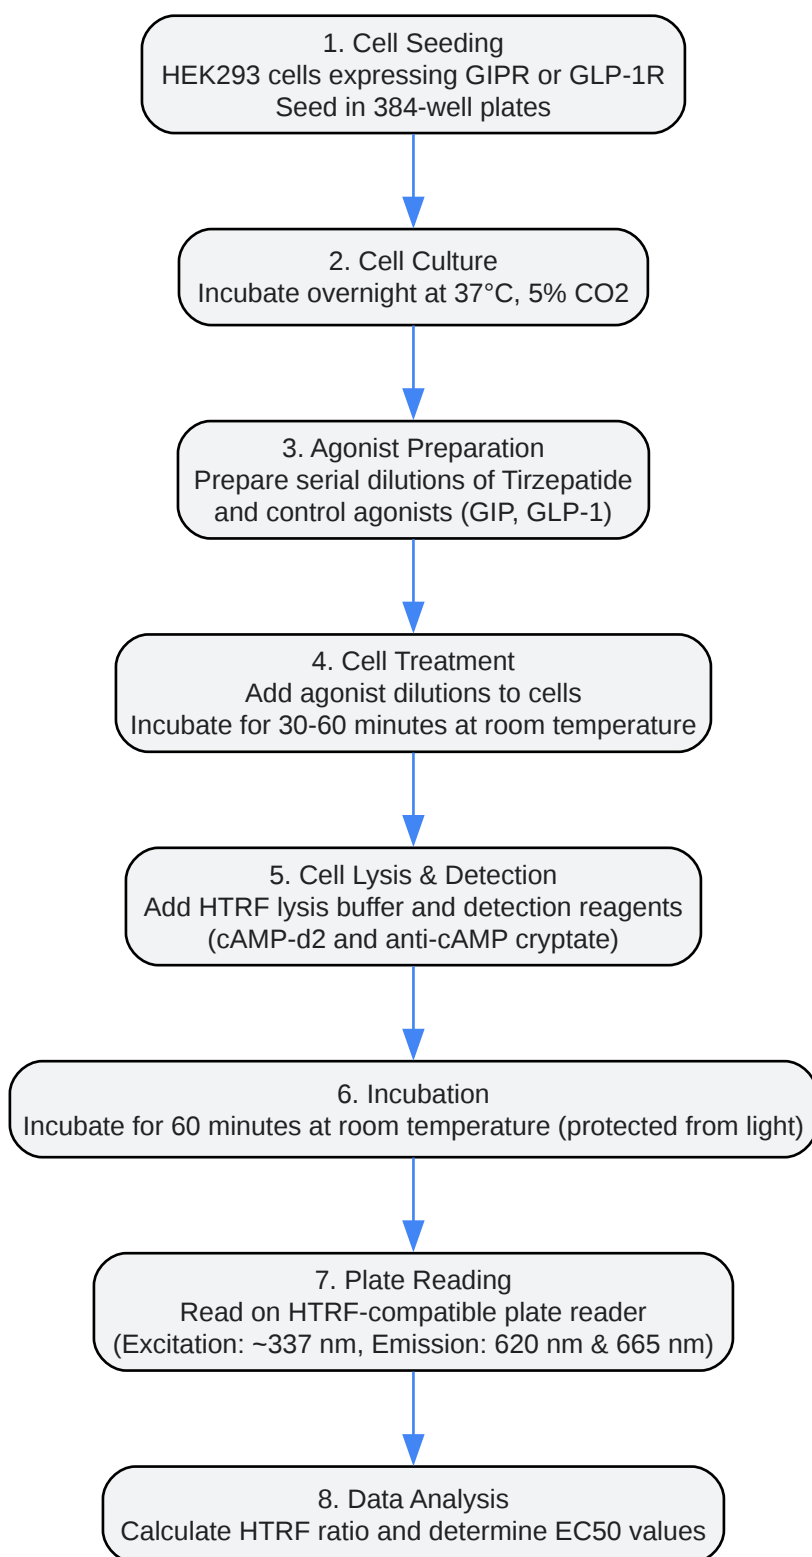 1. Cell Seeding
HEK293 cells expressing GIPR or GLP-1R
Seed in 384-well plates
2. Cell Culture
Incubate overnight at 37°C, 5% CO2
3. Agonist Preparation
Prepare serial dilutions of Tirzepatide
and control agonists (GIP, GLP-1)
4. Cell Treatment
Add agonist dilutions to cells
Incubate for 30-60 minutes at room temperature
5. Cell Lysis & Detection
Add HTRF lysis buffer and detection reagents
(cAMP-d2 and anti-cAMP cryptate)
6. Incubation
Incubate for 60 minutes at room temperature (protected from light)
7. Plate Reading
Read on HTRF-compatible plate reader
(Excitation: ~337 nm, Emission: 620 nm & 665 nm)
8. Data Analysis
Calculate HTRF ratio and determine EC50 values